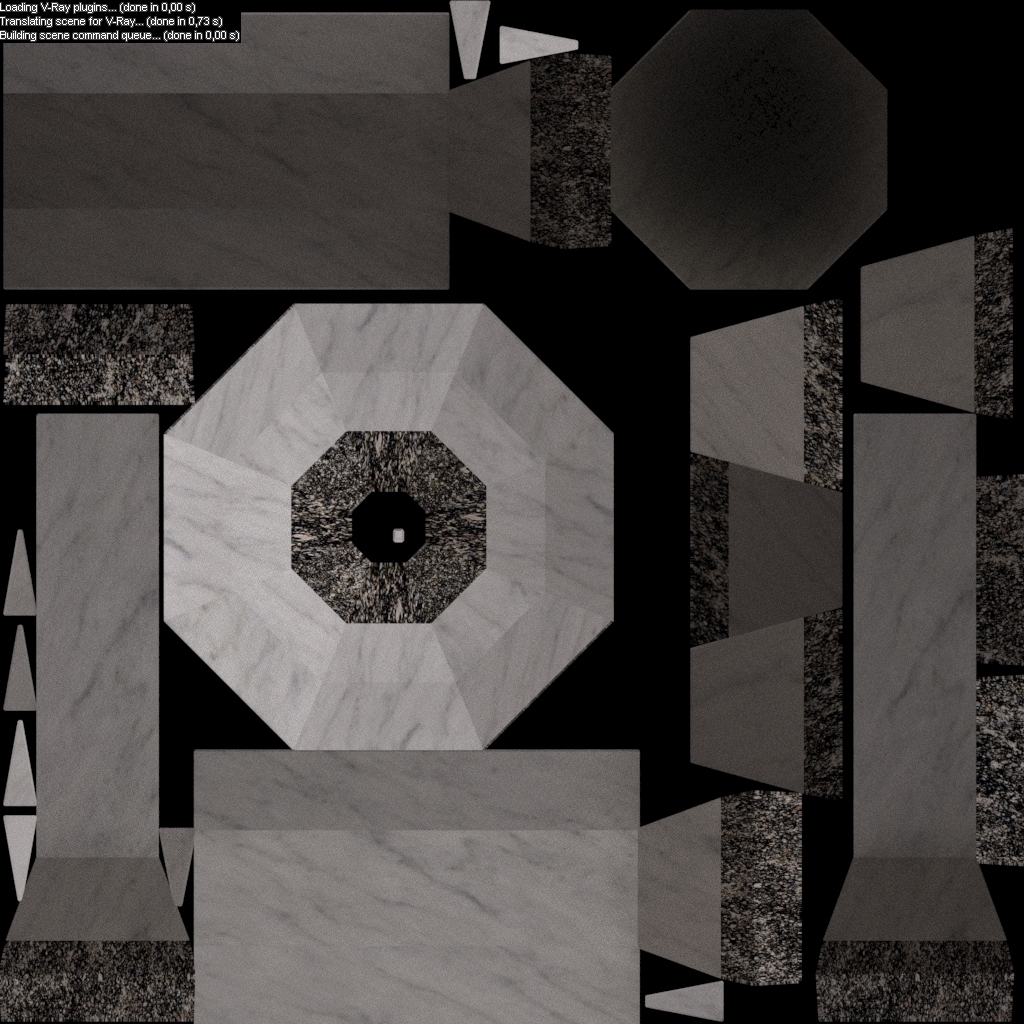 Loading V-Ray plugins... (done in 0,00 s)
Translating scene for V-Ray... (done in 0,73 s)
Building scene command queue... (done in 0,00 s)